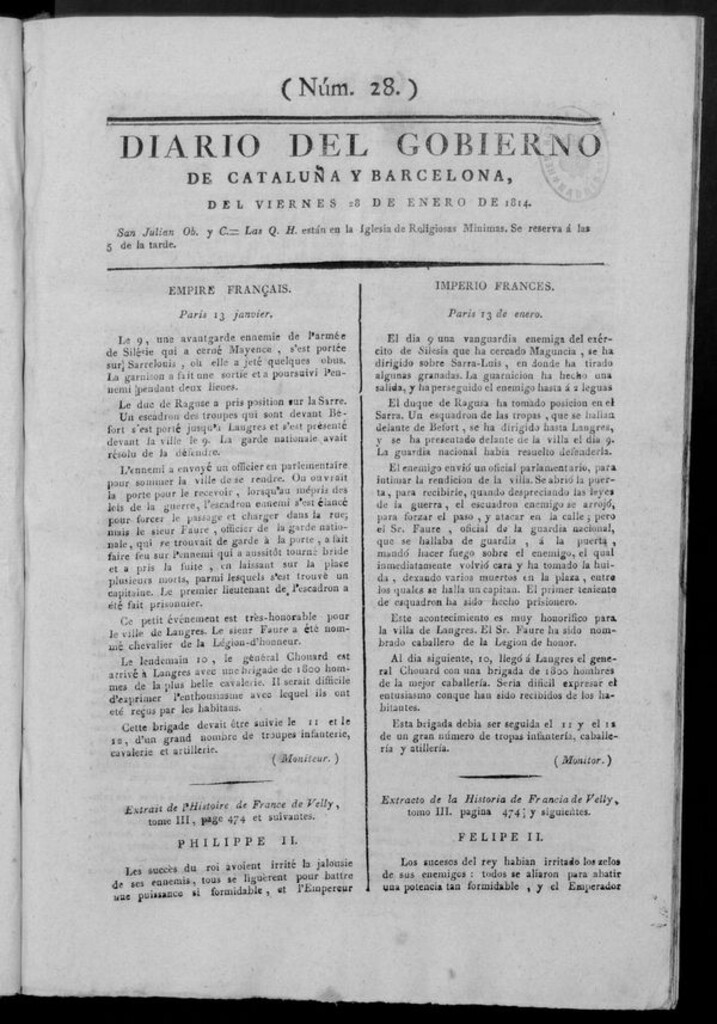 ( Núm. 28. )
DIARIO DEL GOBIERNO
DE CATALUÑA Y BARCELONA,
DEL VIERNES 28 DE ENERO DE 1814.
San Julian Ob. y C.= Las Q. H. están en la Iglesia de Religiosas Minimas. Se reserva á las
5 de la tarde.
EMPIRE FRANÇAIS.
Paris 13 janvier.
Le 9, une avantgarde ennemie de l'armée
de Silésie qui a cerné Mayence, s'est portée
sur Sarrelouis, où elle a jeté quelques obus.
La garnison a fait une sortie et a poursuivi l'en-
nemi pendant deux lieues.
Le duc de Raguse a pris position sur la Sarre.
Un escadron des troupes qui sont devant Bé-
fort s'est porté jusqu'à Langres et s'est présenté
devant la ville le 9. La garde nationale avait
résolu de la défendre.
L'ennemi a envoyé un officier en parlementaire
pour sommer la ville de se rendre. On ouvrait
la porte pour le recevoir, lorsqu'au mépris des
lois de la guerre, l'escadron ennemi s'est élancé
pour forcer le passage et charger dans la rue;
mais le sieur Faure, officier de la garde natio-
nale, qui se trouvait de garde à la porte, a fait
faire feu sur l'ennemi qui a aussitôt tourné bride
et a pris la fuite, en laissant sur la place
plusieurs morts, parmi lesquels s'est trouvé un
capitaine. Le premier lieutenant de l'escadron a
été fait prisonnier.
Ce petit événement est très-honorable pour
le ville de Langres. Le sieur Faure a été nom-
mé chevalier de la Légion-d'honneur.
Le lendemain 10, le général Chouard est
arrivé à Langres avec une brigade de 1800 hom-
mes de la plus belle cavalerie. Il serait difficile
d'exprimer l'enthousiasme avec lequel ils ont
eté reçus par les habitans.
Cette brigade devait être suivie le 11 et le
12, d'un grand nombre de troupes infanterie,
cavalerie et artillerie.
( Moniteur. )
Extrait de l'Histoire de France de Velly,
tome III, page 474 et suivantes.
PHILIPPE II.
Les succès du roi avoient irrité la jalousie
de ses ennemis, tous se liguèrent pour battre
une puissance si formidable, et l'Empereur
IMPERIO FRANCES.
Paris 13 de enero.
El dia 9 una vanguardia enemiga del exér-
cito de Silesia que ha cercado Maguncia, se ha
dirigido sobre Sarra-Luis, en donde ha tirado
algunas granadas. La guarnicion ha hecho una
salida, y ha perseguido el enemigo hasta á 2 leguas
El duque de Ragusa ha tomado posicion en el
Sarra. Un esquadron de las tropas, que se hallan
delante de Befort, se ha dirigido hasta Langres,
y se ha presentado delante de la villa el dia 9.
La guardia nacional habia resuelto defenderla.
El enemigo envió un oficial parlamentario, para
intimar la rendicion de la villa. Se abrió la puer-
ta, para recibirle, quando despreciando las leyes
de la guerra, el escuadron enemigo se arrojó,
para forzar el paso, y atacar en la calle; pero
el Sr. Faure, oficial de la guardia nacional,
que se hallaba de guardia, á la puerta,
mandó hacer fuego sobre el enemigo, el qual
inmediatamente volvió cara y ha tomado la hui-
da, dexando varios muertos en la plaza, entre
los quales se halla un capitan. El primer teniente
de esquadron ha sido hecho prisionero.
Este acontecimiento es muy honorifico para
la villa de Langres. El Sr. Faure ha sido nom-
brado caballero de la Legion de honor.
Al dia siguiente, 10, llegó á Langres el gene-
ral Chouard con una brigada de 1800 hombres
de la mejor caballería. Seria dificil expresar el
entusiasmo conque han sido recibidos de los ha-
bitantes.
Esta brigada debia ser seguida el 11 y el 12
de un gran número de tropas infantería, caballe-
ría y atillería.
( Monitor. )
Extracto de la Historia de Francia de Velly,
tomo III. pagina 474 y siguientes.
FELIPE II.
Los sucesos del rey habian irritado los zelos
de sus enemigos: todos se aliaron para abatir
una potencia tan formidable, y el Emperador